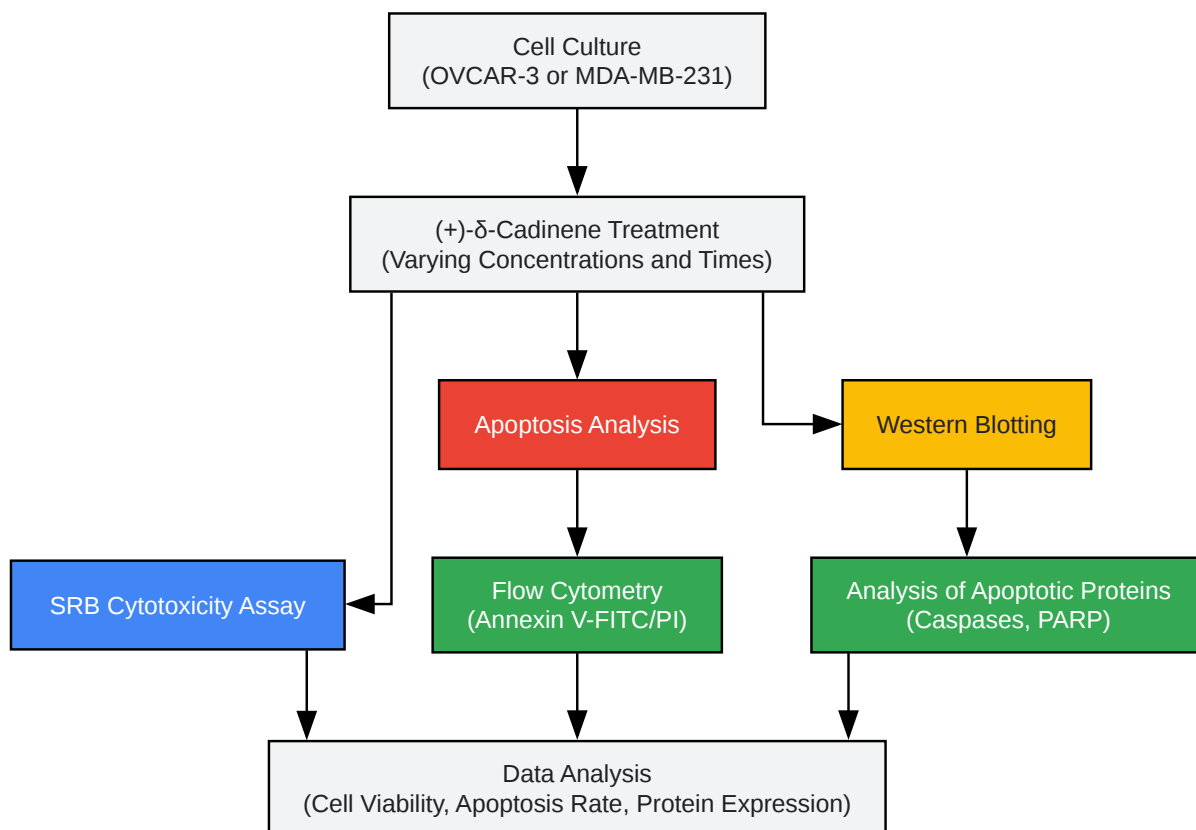 Cell Culture
(OVCAR-3 or MDA-MB-231)
(+)-δ-Cadinene Treatment
(Varying Concentrations and Times)
Apoptosis Analysis
Western Blotting
SRB Cytotoxicity Assay
Flow Cytometry
(Annexin V-FITC/PI)
Analysis of Apoptotic Proteins
(Caspases, PARP)
Data Analysis
(Cell Viability, Apoptosis Rate, Protein Expression)